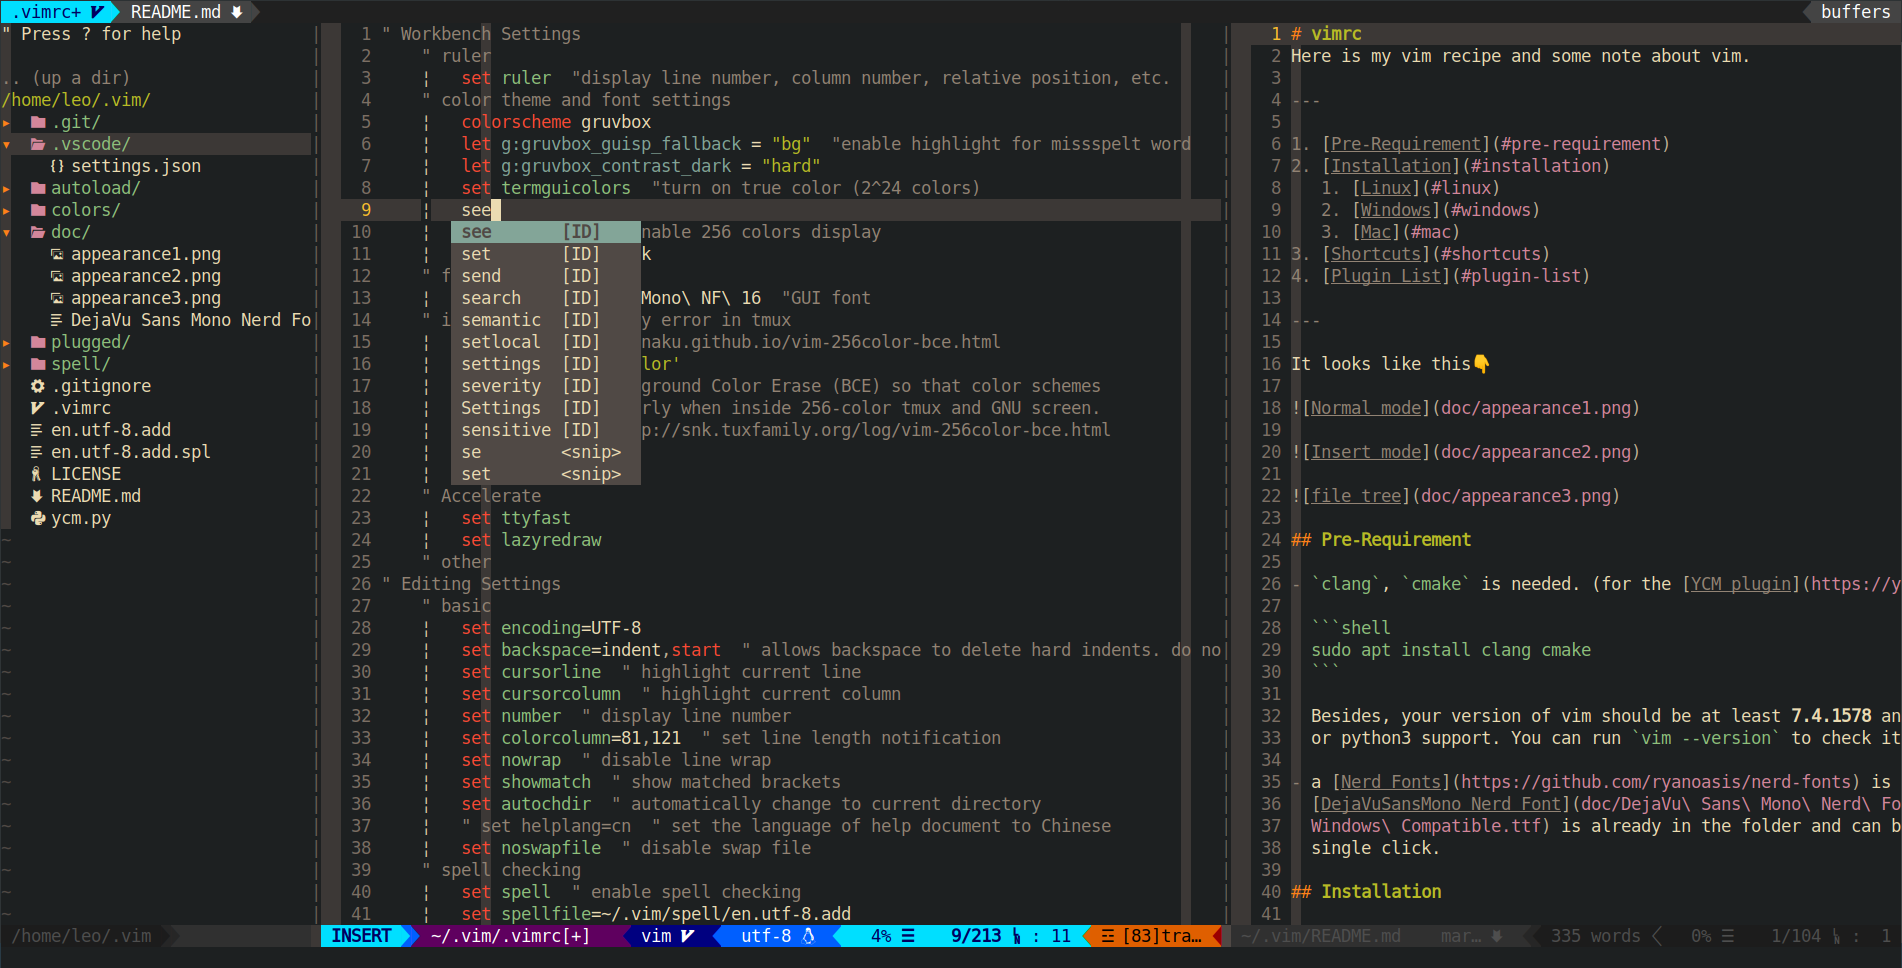 .vimrc+ README.md buffers
" Press ? for help
.. (up a dir)
/home/leo/.vim/
▸ .git/
▾ .vscode/
{} settings.json
▸ autoload/
▸ colors/
▾ doc/
appearance1.png
appearance2.png
appearance3.png
DejaVu Sans Mono Nerd Fo
▸ plugged/
▸ spell/
.gitignore
.vimrc
en.utf-8.add
en.utf-8.add.spl
LICENSE
README.md
ycm.py
/home/leo/.vim
1 " Workbench Settings
2 " ruler
3 set ruler "display line number, column number, relative position, etc.
4 " color theme and font settings
5 colorscheme gruvbox
6 let g:gruvbox_guisp_fallback = "bg" "enable highlight for missspelt word
7 let g:gruvbox_contrast_dark = "hard"
8 set termguicolors "turn on true color (2^24 colors)
9 see
10 see [ID] nable 256 colors display
11 set [ID] k
12 " f send [ID]
13 search [ID] Mono\ NF\ 16 "GUI font
14 " i semantic [ID] y error in tmux
15 setlocal [ID] naku.github.io/vim-256color-bce.html
16 settings [ID] lor'
17 severity [ID] ground Color Erase (BCE) so that color schemes
18 Settings [ID] rly when inside 256-color tmux and GNU screen.
19 sensitive [ID] p://snk.tuxfamily.org/log/vim-256color-bce.html
20 se <snip>
21 set <snip>
22 " Accelerate
23 set ttyfast
24 set lazyredraw
25 " other
26 " Editing Settings
27 " basic
28 set encoding=UTF-8
29 set backspace=indent,start " allows backspace to delete hard indents. do no
30 set cursorline " highlight current line
31 set cursorcolumn " highlight current column
32 set number " display line number
33 set colorcolumn=81,121 " set line length notification
34 set nowrap " disable line wrap
35 set showmatch " show matched brackets
36 set autochdir " automatically change to current directory
37 " set helplang=cn " set the language of help document to Chinese
38 set noswapfile " disable swap file
39 " spell checking
40 set spell " enable spell checking
41 set spellfile=~/.vim/spell/en.utf-8.add
INSERT ~/.vim/.vimrc[+] vim utf-8 4% ☰ 9/213 : 11 ☲ [83]tra…
1 # vimrc
2 Here is my vim recipe and some note about vim.
3
4 ---
5
6 1. [Pre-Requirement](#pre-requirement)
7 2. [Installation](#installation)
8 1. [Linux](#linux)
9 2. [Windows](#windows)
10 3. [Mac](#mac)
11 3. [Shortcuts](#shortcuts)
12 4. [Plugin List](#plugin-list)
13
14 ---
15
16 It looks like this👇
17
18 ![Normal mode](doc/appearance1.png)
19
20 ![Insert mode](doc/appearance2.png)
21
22 ![file tree](doc/appearance3.png)
23
24 ## Pre-Requirement
25
26 - `clang`, `cmake` is needed. (for the [YCM plugin](https://y
27
28 ```shell
29 sudo apt install clang cmake
30 ```
31
32 Besides, your version of vim should be at least 7.4.1578 an
33 or python3 support. You can run `vim --version` to check it
34
35 - a [Nerd Fonts](https://github.com/ryanoasis/nerd-fonts) is
36 [DejaVuSansMono Nerd Font](doc/DejaVu\ Sans\ Mono\ Nerd\ Fo
37 Windows\ Compatible.ttf) is already in the folder and can b
38 single click.
39
40 ## Installation
41
~/.vim/README.md mar… 335 words 0% ☰ 1/104 : 1